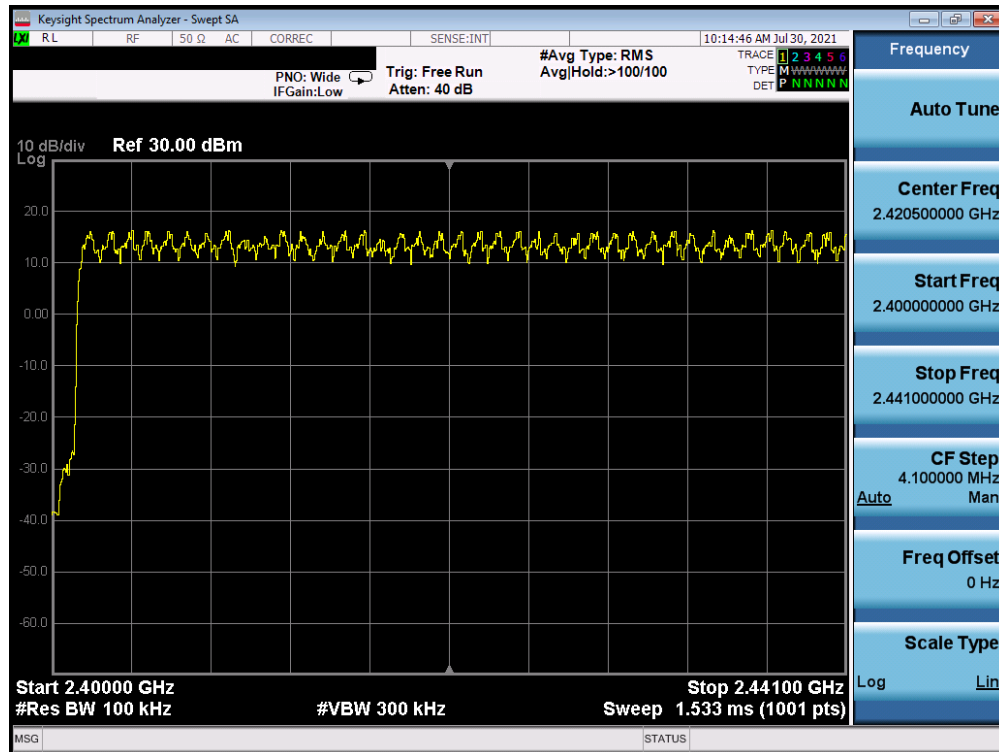 Keysight Spectrum Analyzer - Swept SA
LXI RL RF 50 Ω AC CORREC SENSE:INT 10:14:46 AM Jul 30, 2021
#Avg Type: RMS TRACE 1 2 3 4 5 6
PNO: Wide Trig: Free Run Avg|Hold:>100/100 TYPE M WWWWW
IFGain:Low Atten: 40 dB DET P N N N N N
Frequency
Auto Tune
Center Freq
2.420500000 GHz
Start Freq
2.400000000 GHz
Stop Freq
2.441000000 GHz
CF Step
4.100000 MHz
Auto Man
Freq Offset
0 Hz
Scale Type
Log Lin
10 dB/div Ref 30.00 dBm
Log
20.0
10.0
0.00
-10.0
-20.0
-30.0
-40.0
-50.0
-60.0
Start 2.40000 GHz Stop 2.44100 GHz
#Res BW 100 kHz #VBW 300 kHz Sweep 1.533 ms (1001 pts)
MSG STATUS